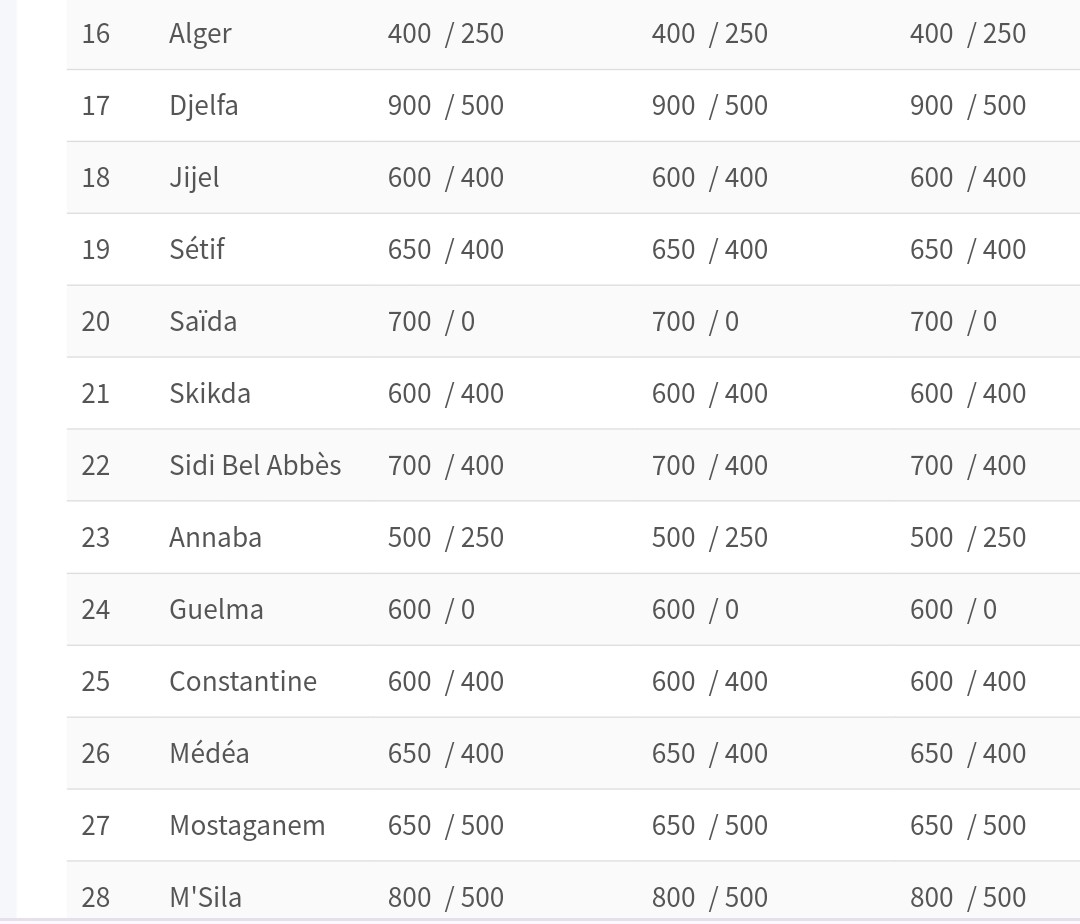 16 Alger 400 / 250 400 / 250 400 / 250
17 Djelfa 900 / 500 900 / 500 900 / 500
18 Jijel 600 / 400 600 / 400 600 / 400
19 Sétif 650 / 400 650 / 400 650 / 400
20 Saïda 700 / 0 700 / 0 700 / 0
21 Skikda 600 / 400 600 / 400 600 / 400
22 Sidi Bel Abbès 700 / 400 700 / 400 700 / 400
23 Annaba 500 / 250 500 / 250 500 / 250
24 Guelma 600 / 0 600 / 0 600 / 0
25 Constantine 600 / 400 600 / 400 600 / 400
26 Médéa 650 / 400 650 / 400 650 / 400
27 Mostaganem 650 / 500 650 / 500 650 / 500
28 M'Sila 800 / 500 800 / 500 800 / 500